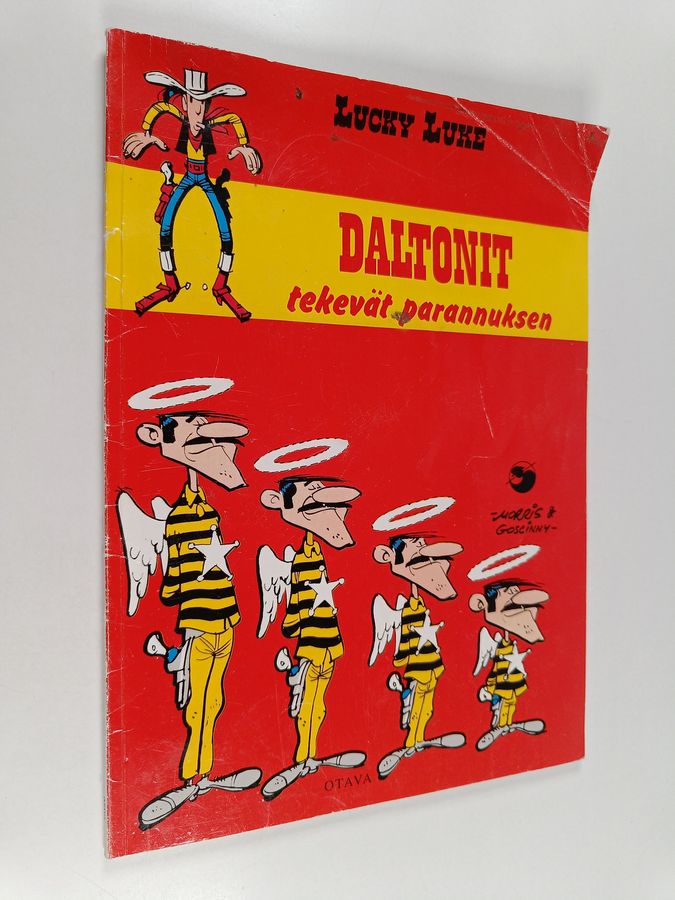 LUCKY LUKE
DALTONIT
tekevät parannuksen
-MORRIS &
GOSCINNY-
OTAVA